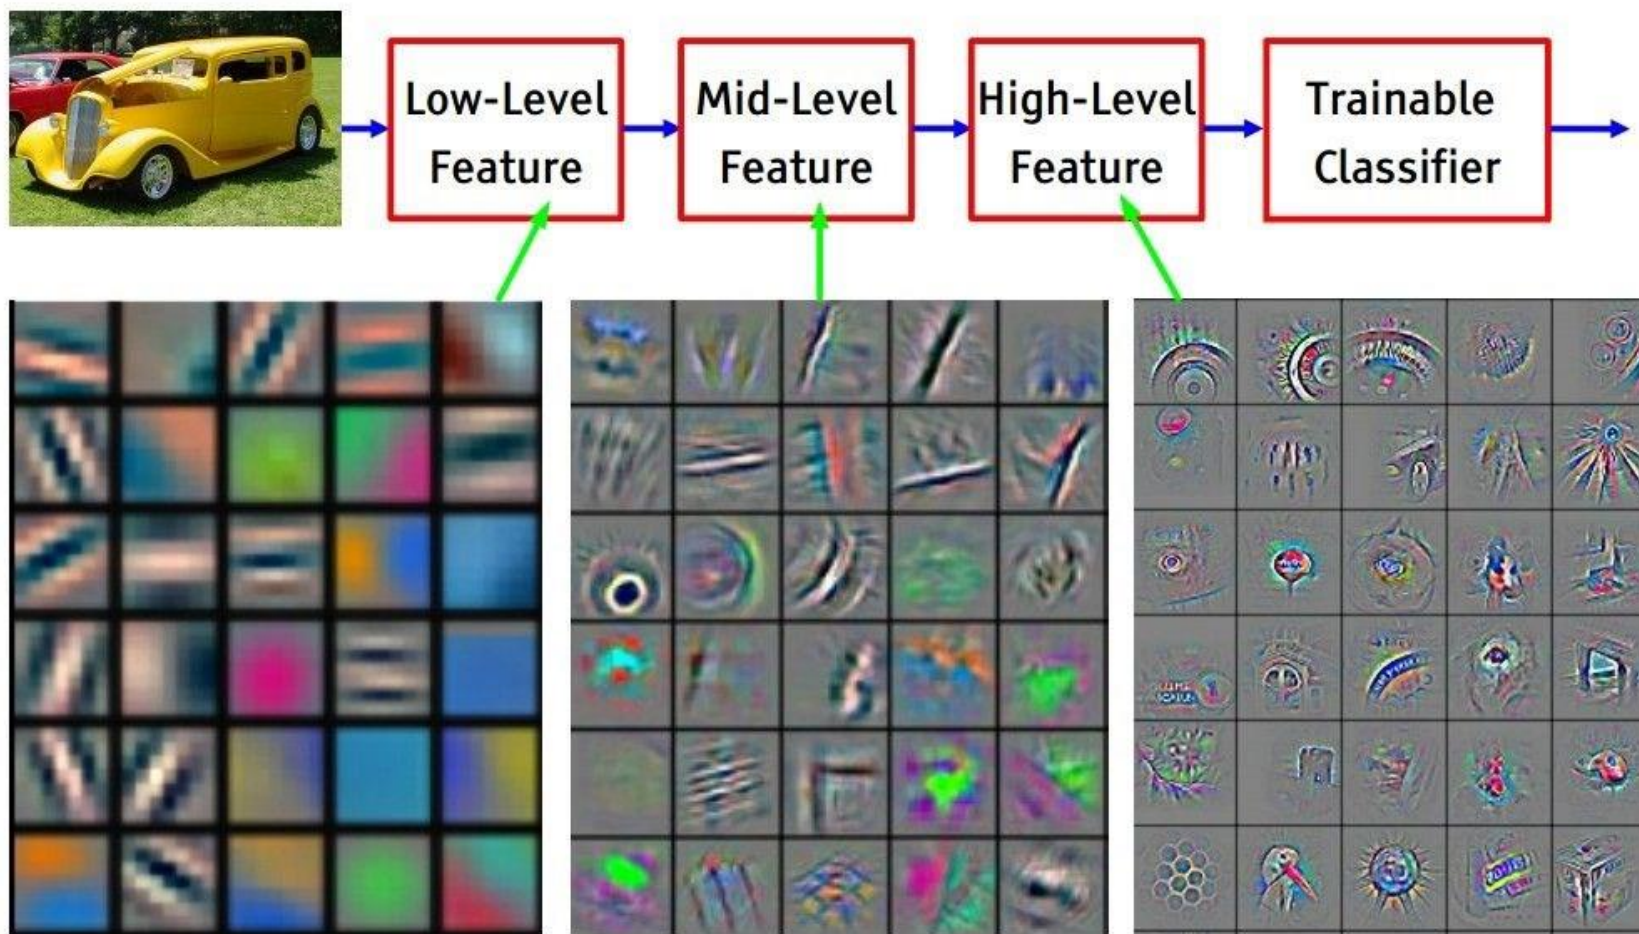 Low-Level
Feature
Mid-Level
Feature
High-Level
Feature
Trainable
Classifier